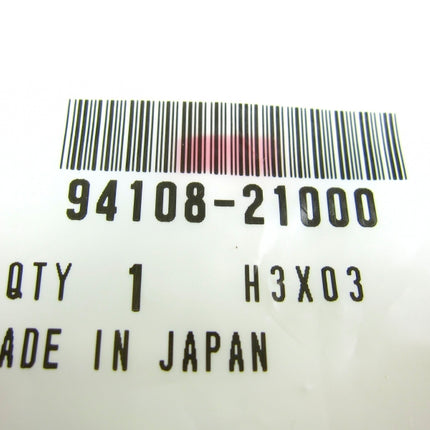 94108-21000
QTY 1 H3X03
ADE IN JAPAN